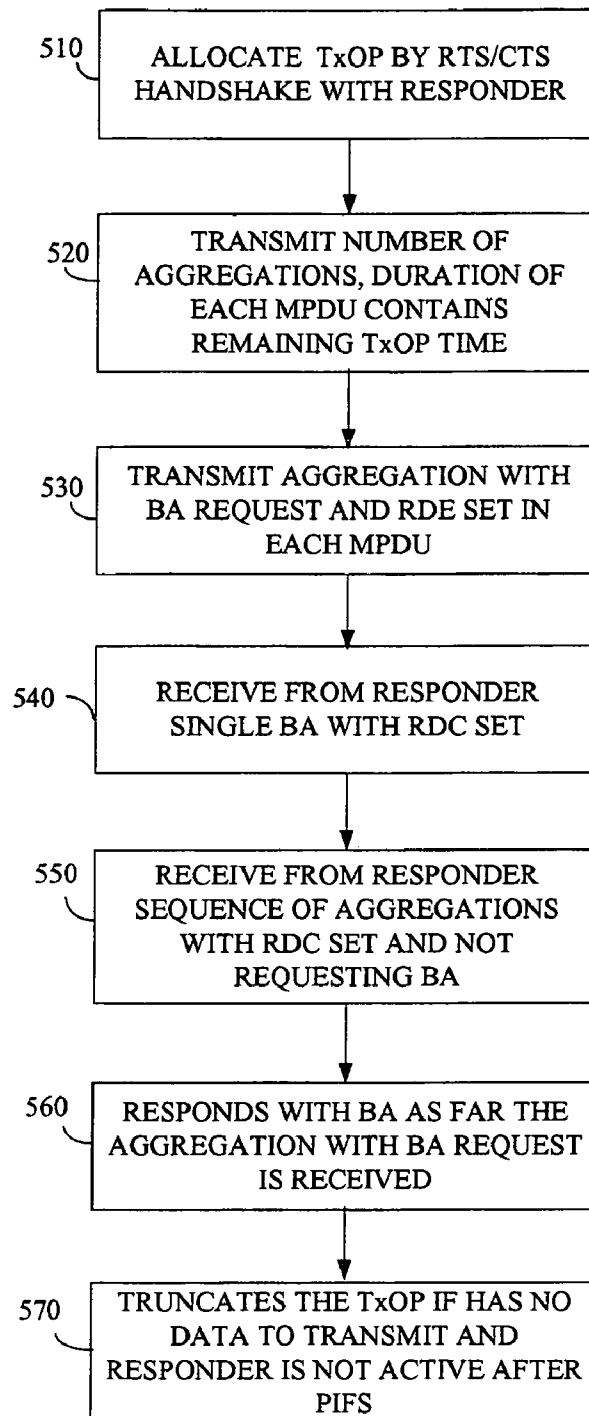 510
ALLOCATE TxOP BY RTS/CTS
HANDSHAKE WITH RESPONDER
520
TRANSMIT NUMBER OF
AGGREGATIONS, DURATION OF
EACH MPDU CONTAINS
REMAINING TxOP TIME
530
TRANSMIT AGGREGATION WITH
BA REQUEST AND RDE SET IN
EACH MPDU
540
RECEIVE FROM RESPONDER
SINGLE BA WITH RDC SET
550
RECEIVE FROM RESPONDER
SEQUENCE OF AGGREGATIONS
WITH RDC SET AND NOT
REQUESTING BA
560
RESPONDS WITH BA AS FAR THE
AGGREGATION WITH BA REQUEST
IS RECEIVED
570
TRUNCATES THE TxOP IF HAS NO
DATA TO TRANSMIT AND
RESPONDER IS NOT ACTIVE AFTER
PIFS